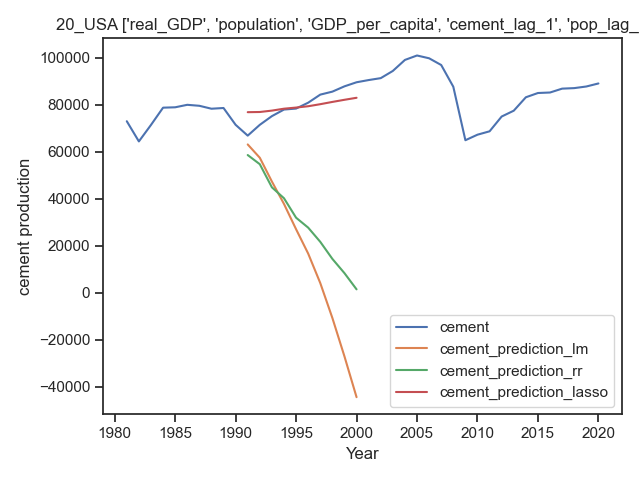 20_USA ['real_GDP', 'population', 'GDP_per_capita', 'cement_lag_1', 'pop_lag_
100000
80000
60000
40000
20000
0
−20000
−40000
cement production
cement
cement_prediction_lm
cement_prediction_rr
cement_prediction_lasso
1980 1985 1990 1995 2000 2005 2010 2015 2020
Year